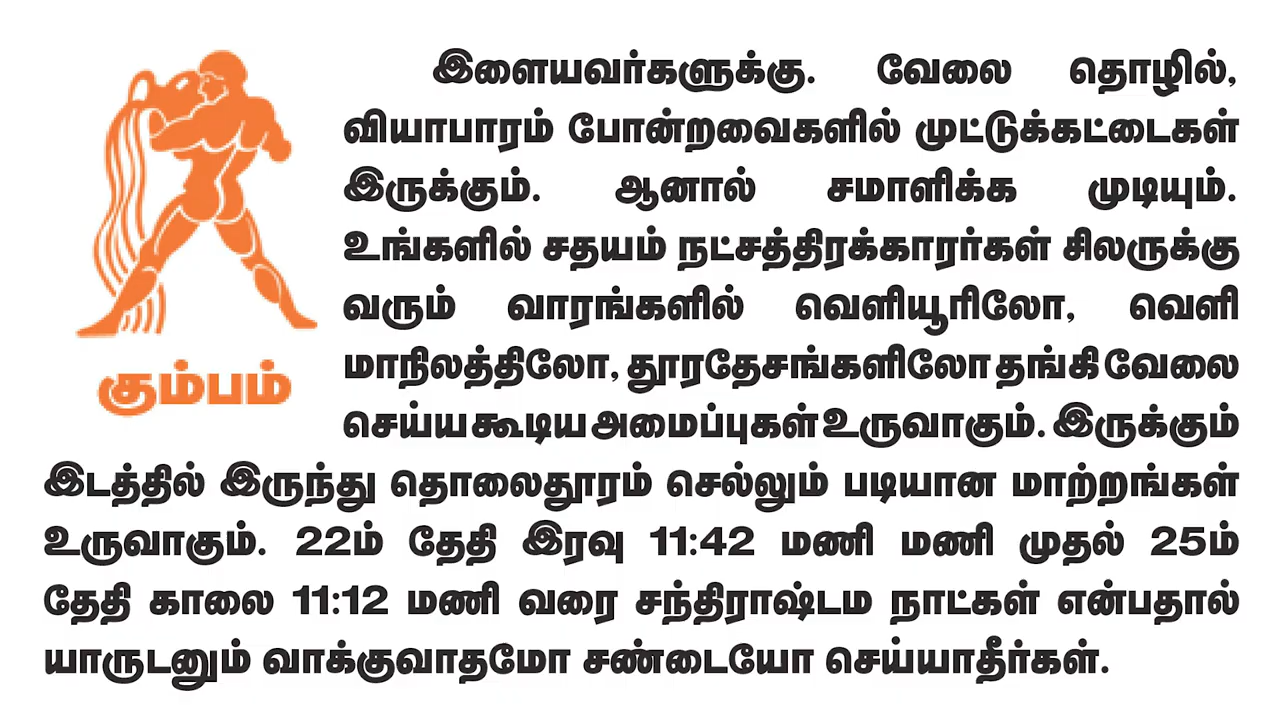 இளையவர்களுக்கு. வேலை தொழில்,
வியாபாரம் போன்றவைகளில் முட்டுக்கட்டைகள்
இருக்கும். ஆனால் சமாளிக்க முடியும்.
உங்களில் சதயம் நட்சத்திரக்காரர்கள் சிலருக்கு
வரும் வாரங்களில் வெளியூரிலோ, வெளி
மாநிலத்திலோ, தூரதேசங்களிலோ தங்கி வேலை
செய்ய கூடிய அமைப்புகள் உருவாகும். இருக்கும்
கும்பம்
இடத்தில் இருந்து தொலைதூரம் செல்லும் படியான மாற்றங்கள்
உருவாகும். 22ம் தேதி இரவு 11:42 மணி மணி முதல் 25ம்
தேதி காலை 11:12 மணி வரை சந்திராஷ்டம நாட்கள் என்பதால்
யாருடனும் வாக்குவாதமோ சண்டையோ செய்யாதீர்கள்.